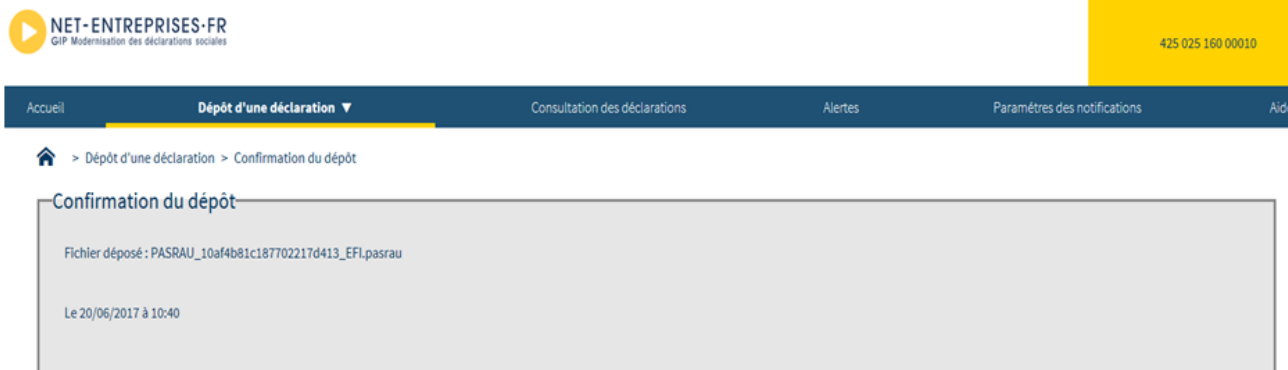 NET-ENTREPRISES·FR
GIP Modernisation des déclarations sociales
425 025 160 00010
Accueil Dépôt d'une déclaration ▼ Consultation des déclarations Alertes Paramétres des notifications Aid
> Dépôt d'une déclaration > Confirmation du dépôt
Confirmation du dépôt
Fichier déposé : PASRAU_10af4b81c187702217d413_EFI.pasrau
Le 20/06/2017 à 10:40